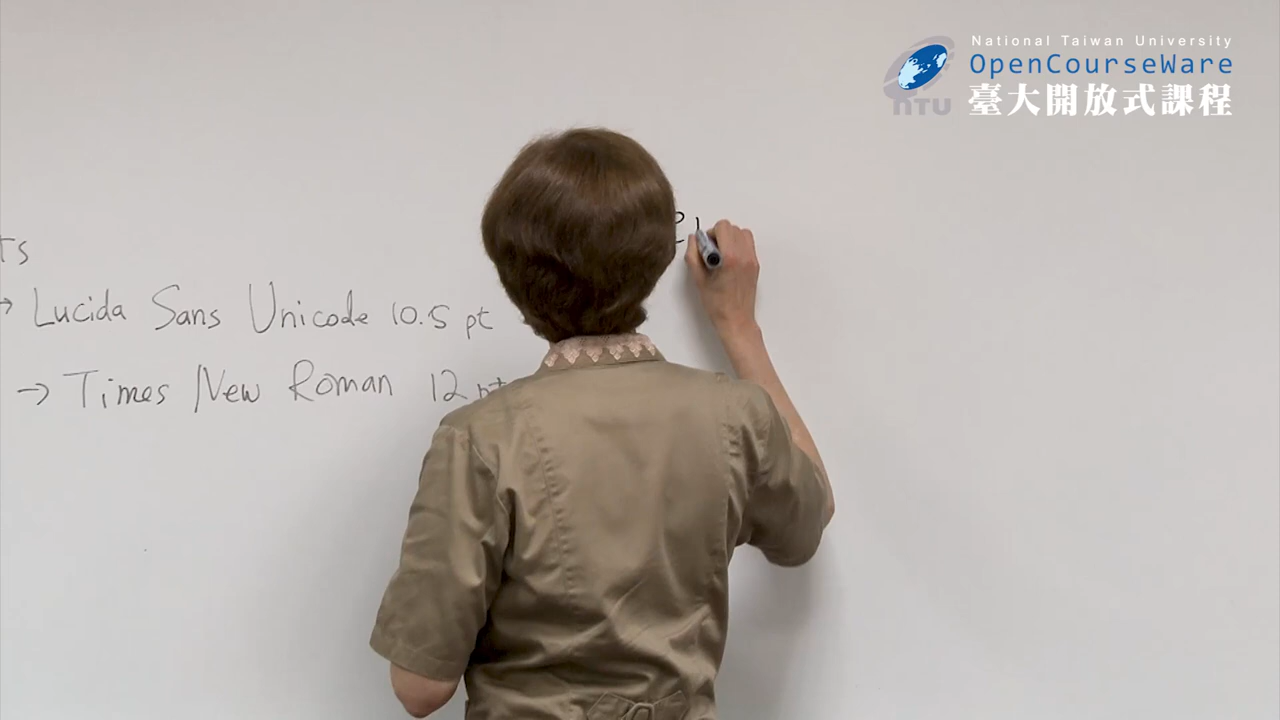 National Taiwan University
OpenCourseWare
臺大開放式課程
NTU
→ Lucida Sans Unicode 10.5 pt
→ Times New Roman 12 pt